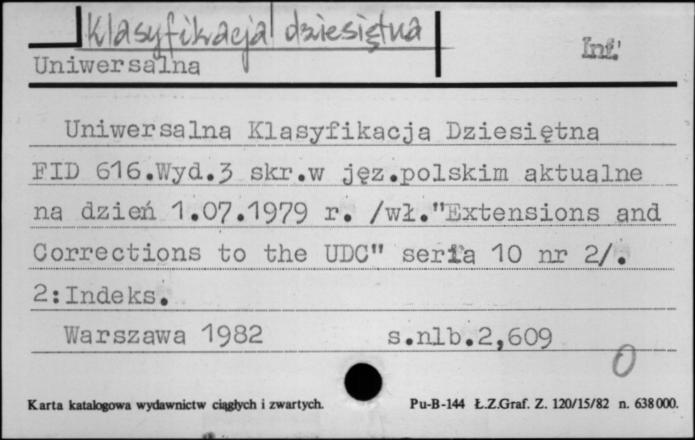 Klasyfikacja dziesiętna
Uniwersalna
Inf.
Uniwersalna Klasyfikacja Dziesiętna
FID 616.Wyd.3 skr.w jęz.polskim aktualne
na dzień 1.07.1979 r. /wł."Extensions and
Corrections to the UDC" seria 10 nr 2/.
2:Indeks.
Warszawa 1982 s.nlb.2,609
0
Karta katalogowa wydawnictw ciągłych i zwartych. Pu-B-144 Ł.Z.Graf. Z. 120/15/82 n. 638000.